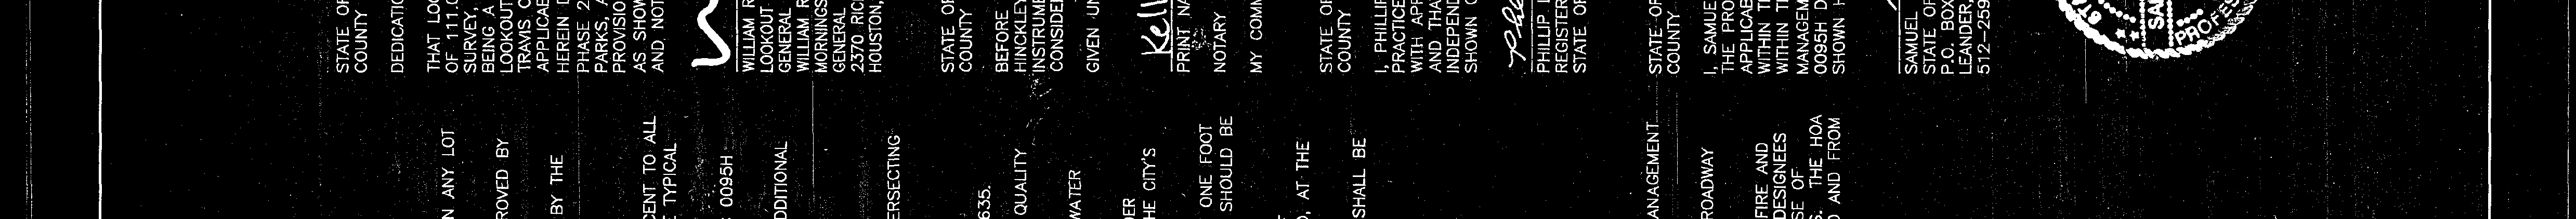 N ANY LOT
ROVED BY
BY THE
CENT TO ALL
TYPICAL
0095H
DDITIONAL
ERSECTING
635.
QUALITY
WATER
DER
HE CITY'S
ONE FOOT
SHOULD BE
, AT THE
SHALL BE
ANAGEMENT
ROADWAY
FIRE AND
DESIGNEES
SE OF
S. THE HOA
AND FROM
STATE OF
COUNTY
DEDICATIO
THAT LOO
OF 111.0
SURVEY,
BEING A
LOOKOUT
TRAVIS C
APPLICAB
HEREIN D
PHASE 2
PARKS, A
PROVISIO
AS SHOW
AND NOT
WILLIAM R
LOOKOUT
GENERAL
WILLIAM R
MORNINGS
GENERAL
2370 RIC
HOUSTON,
STATE OF
COUNTY
BEFORE
HINCKLEY
INSTRUME
CONSIDER
GIVEN UN
Kelli
PRINT NA
NOTARY
MY COMM
STATE OF
COUNTY
I, PHILLIP
PRACTICE
WITH APP
AND THA
INDEPEND
SHOWN O
PHILLIP L
REGISTER
STATE OF
STATE OF
COUNTY
I, SAMUE
THE PRO
APPLICAB
WITHIN T
WITHIN T
MANAGEM
0095H D
SHOWN H
SAMUEL
STATE OF
P.O. BOX
LEANDER,
512-259
SA
PROFES